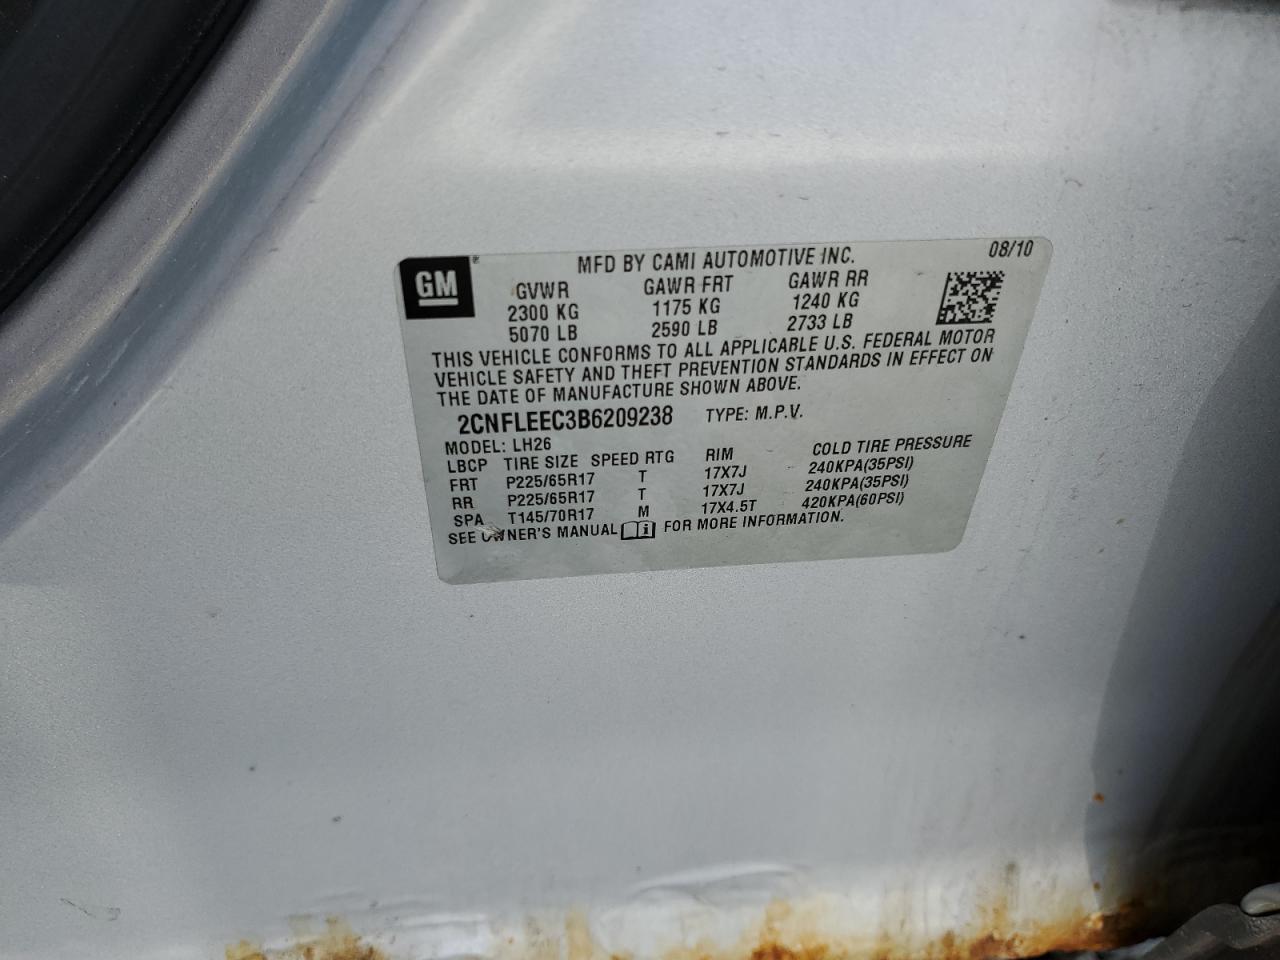 GM ®
MFD BY CAMI AUTOMOTIVE INC. 08/10
GVWR GAWR FRT GAWR RR
2300 KG 1175 KG 1240 KG
5070 LB 2590 LB 2733 LB
THIS VEHICLE CONFORMS TO ALL APPLICABLE U.S. FEDERAL MOTOR
VEHICLE SAFETY AND THEFT PREVENTION STANDARDS IN EFFECT ON
THE DATE OF MANUFACTURE SHOWN ABOVE.
2CNFLEEC3B6209238 TYPE: M.P.V.
MODEL: LH26
LBCP TIRE SIZE SPEED RTG RIM COLD TIRE PRESSURE
FRT P225/65R17 T 17X7J 240KPA(35PSI)
RR P225/65R17 T 17X7J 240KPA(35PSI)
SPA T145/70R17 M 17X4.5T 420KPA(60PSI)
SEE OWNER'S MANUAL i FOR MORE INFORMATION.